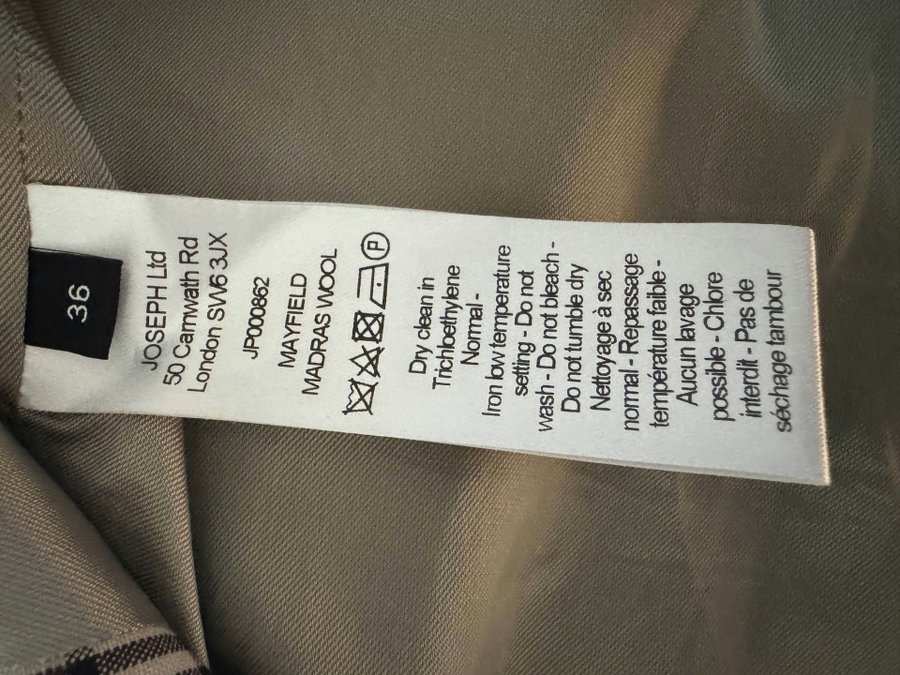 36
JOSEPH Ltd
50 Carnwath Rd
London SW6 3JX
JP000862
MAYFIELD
MADRAS WOOL
P
Dry clean in
Trichloethylene
Normal -
Iron low temperature
setting - Do not
wash - Do not bleach -
Do not tumble dry
Nettoyage à sec
normal - Repassage
température faible -
Aucun lavage
possible - Chlore
interdit - Pas de
séchage tambour